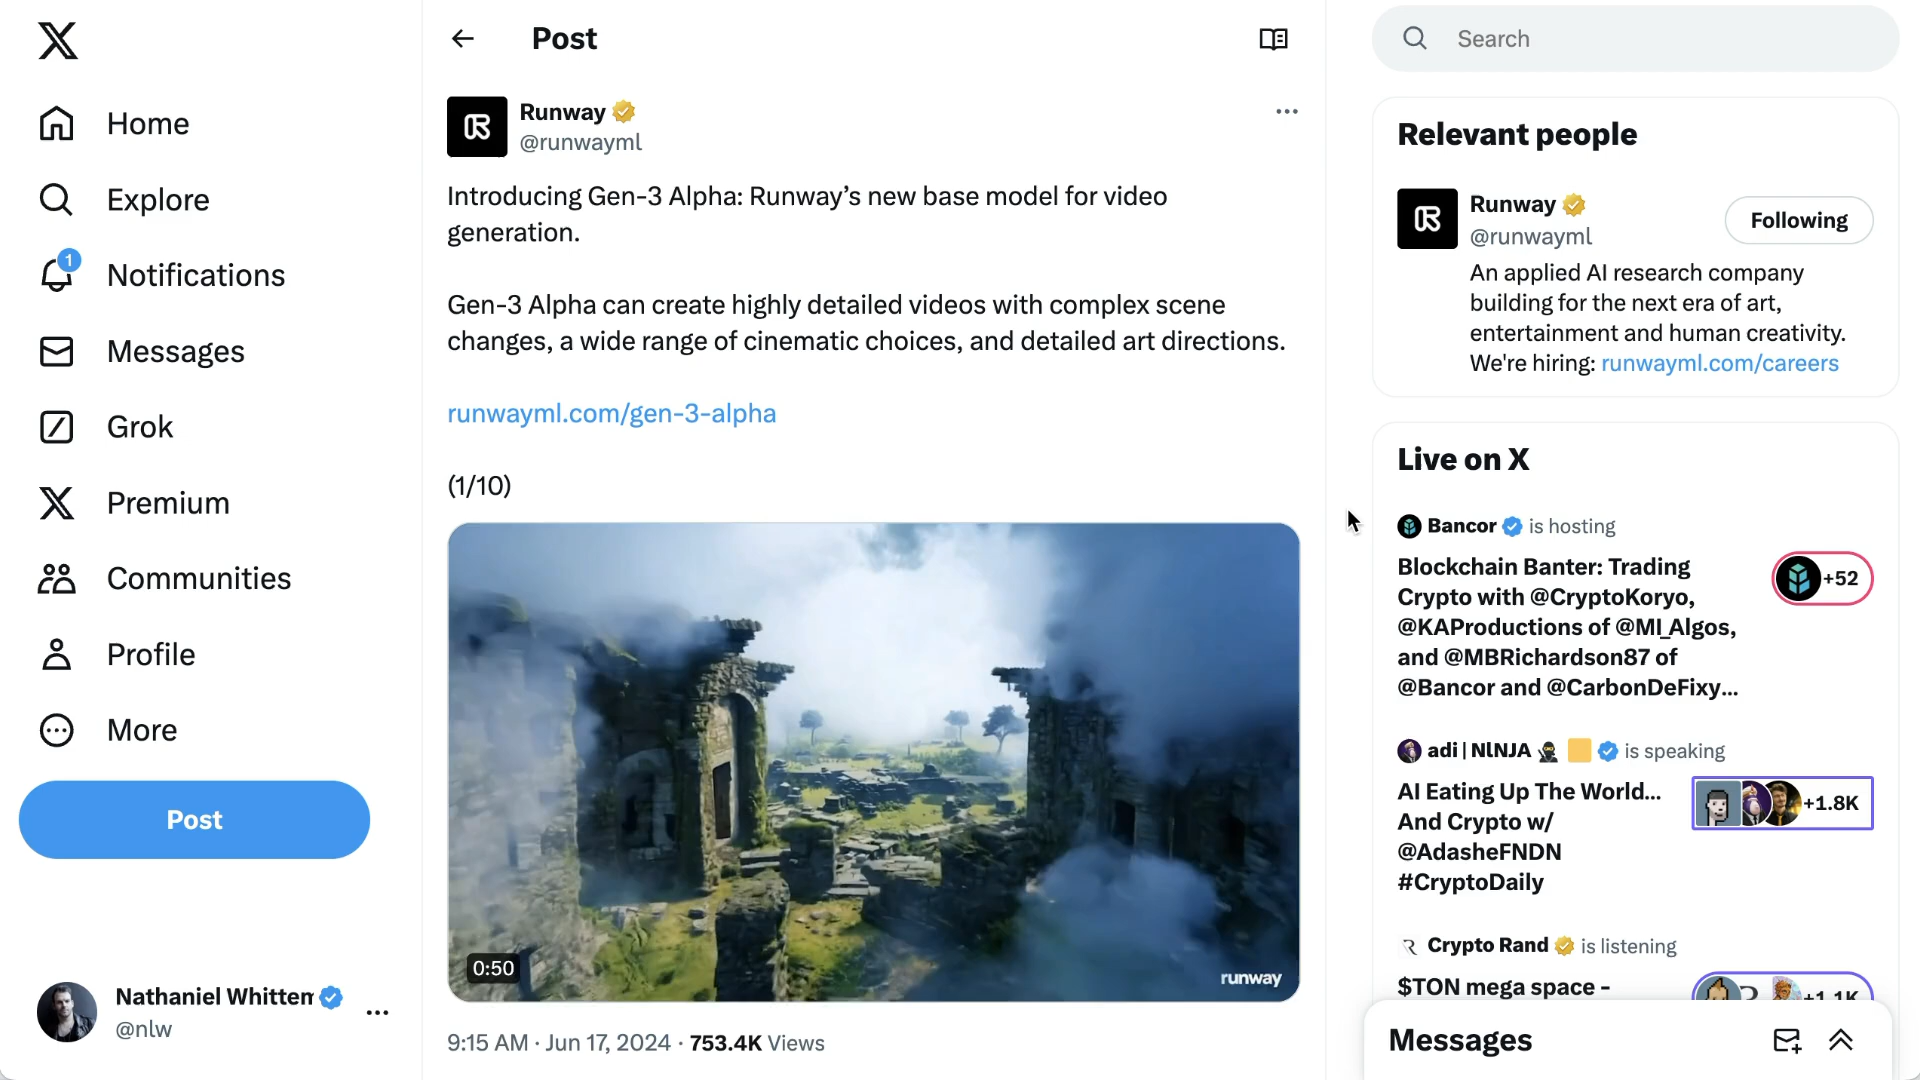 Home
Explore
1
Notifications
Messages
Grok
Premium
Communities
Profile
More
Post
Nathaniel Whitten
@nlw
Post
Runway
@runwayml
Introducing Gen-3 Alpha: Runway’s new base model for video
generation.
Gen-3 Alpha can create highly detailed videos with complex scene
changes, a wide range of cinematic choices, and detailed art directions.
runwayml.com/gen-3-alpha
(1/10)
0:50
runway
9:15 AM · Jun 17, 2024 · 753.4K Views
Search
Relevant people
Runway
@runwayml
Following
An applied AI research company
building for the next era of art,
entertainment and human creativity.
We're hiring: runwayml.com/careers
Live on X
Bancor is hosting
Blockchain Banter: Trading
Crypto with @CryptoKoryo,
@KAProductions of @MI_Algos,
and @MBRichardson87 of
@Bancor and @CarbonDeFixy...
+52
adi | NINJA is speaking
AI Eating Up The World...
And Crypto w/
@AdasheFNDN
#CryptoDaily
+1.8K
Crypto Rand is listening
$TON mega space -
+1.1K
Messages